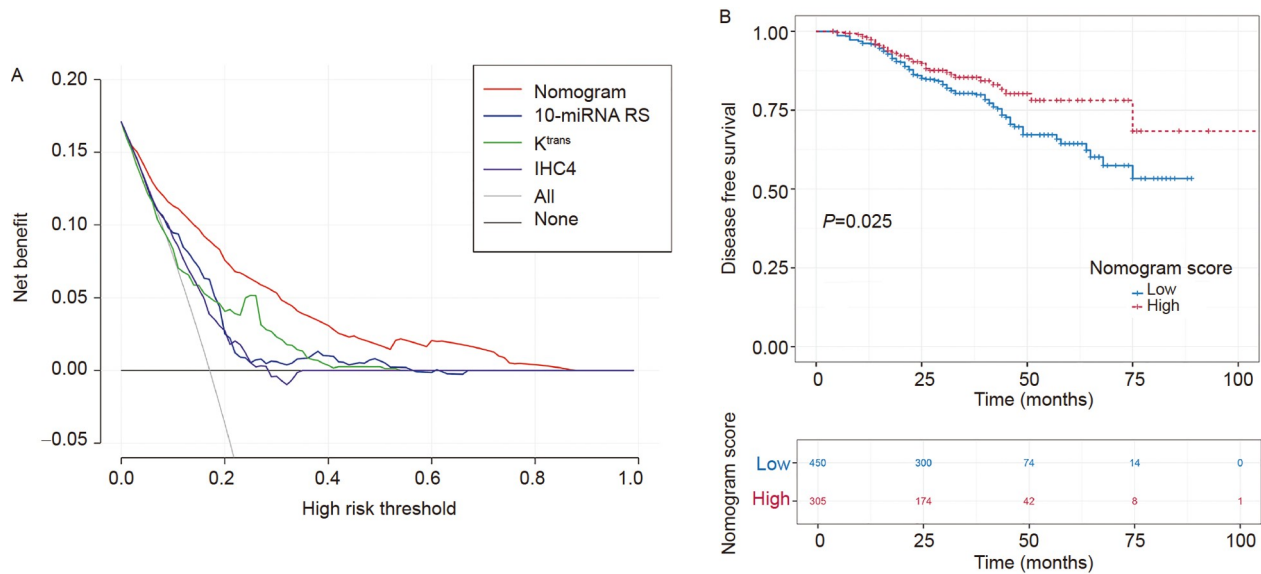 A
0.20
0.15
0.10
0.05
0.00
−0.05
Net benefit
0.0 0.2 0.4 0.6 0.8 1.0
High risk threshold
Nomogram
10-miRNA RS
Ktrans
IHC4
All
None
B
1.00
0.75
0.50
0.25
0.00
Disease free survival
P=0.025
Nomogram score
Low
High
0 25 50 75 100
Time (months)
Nomogram score
Low 450 300 74 14 0
High 305 174 42 8 1
0 25 50 75 100
Time (months)